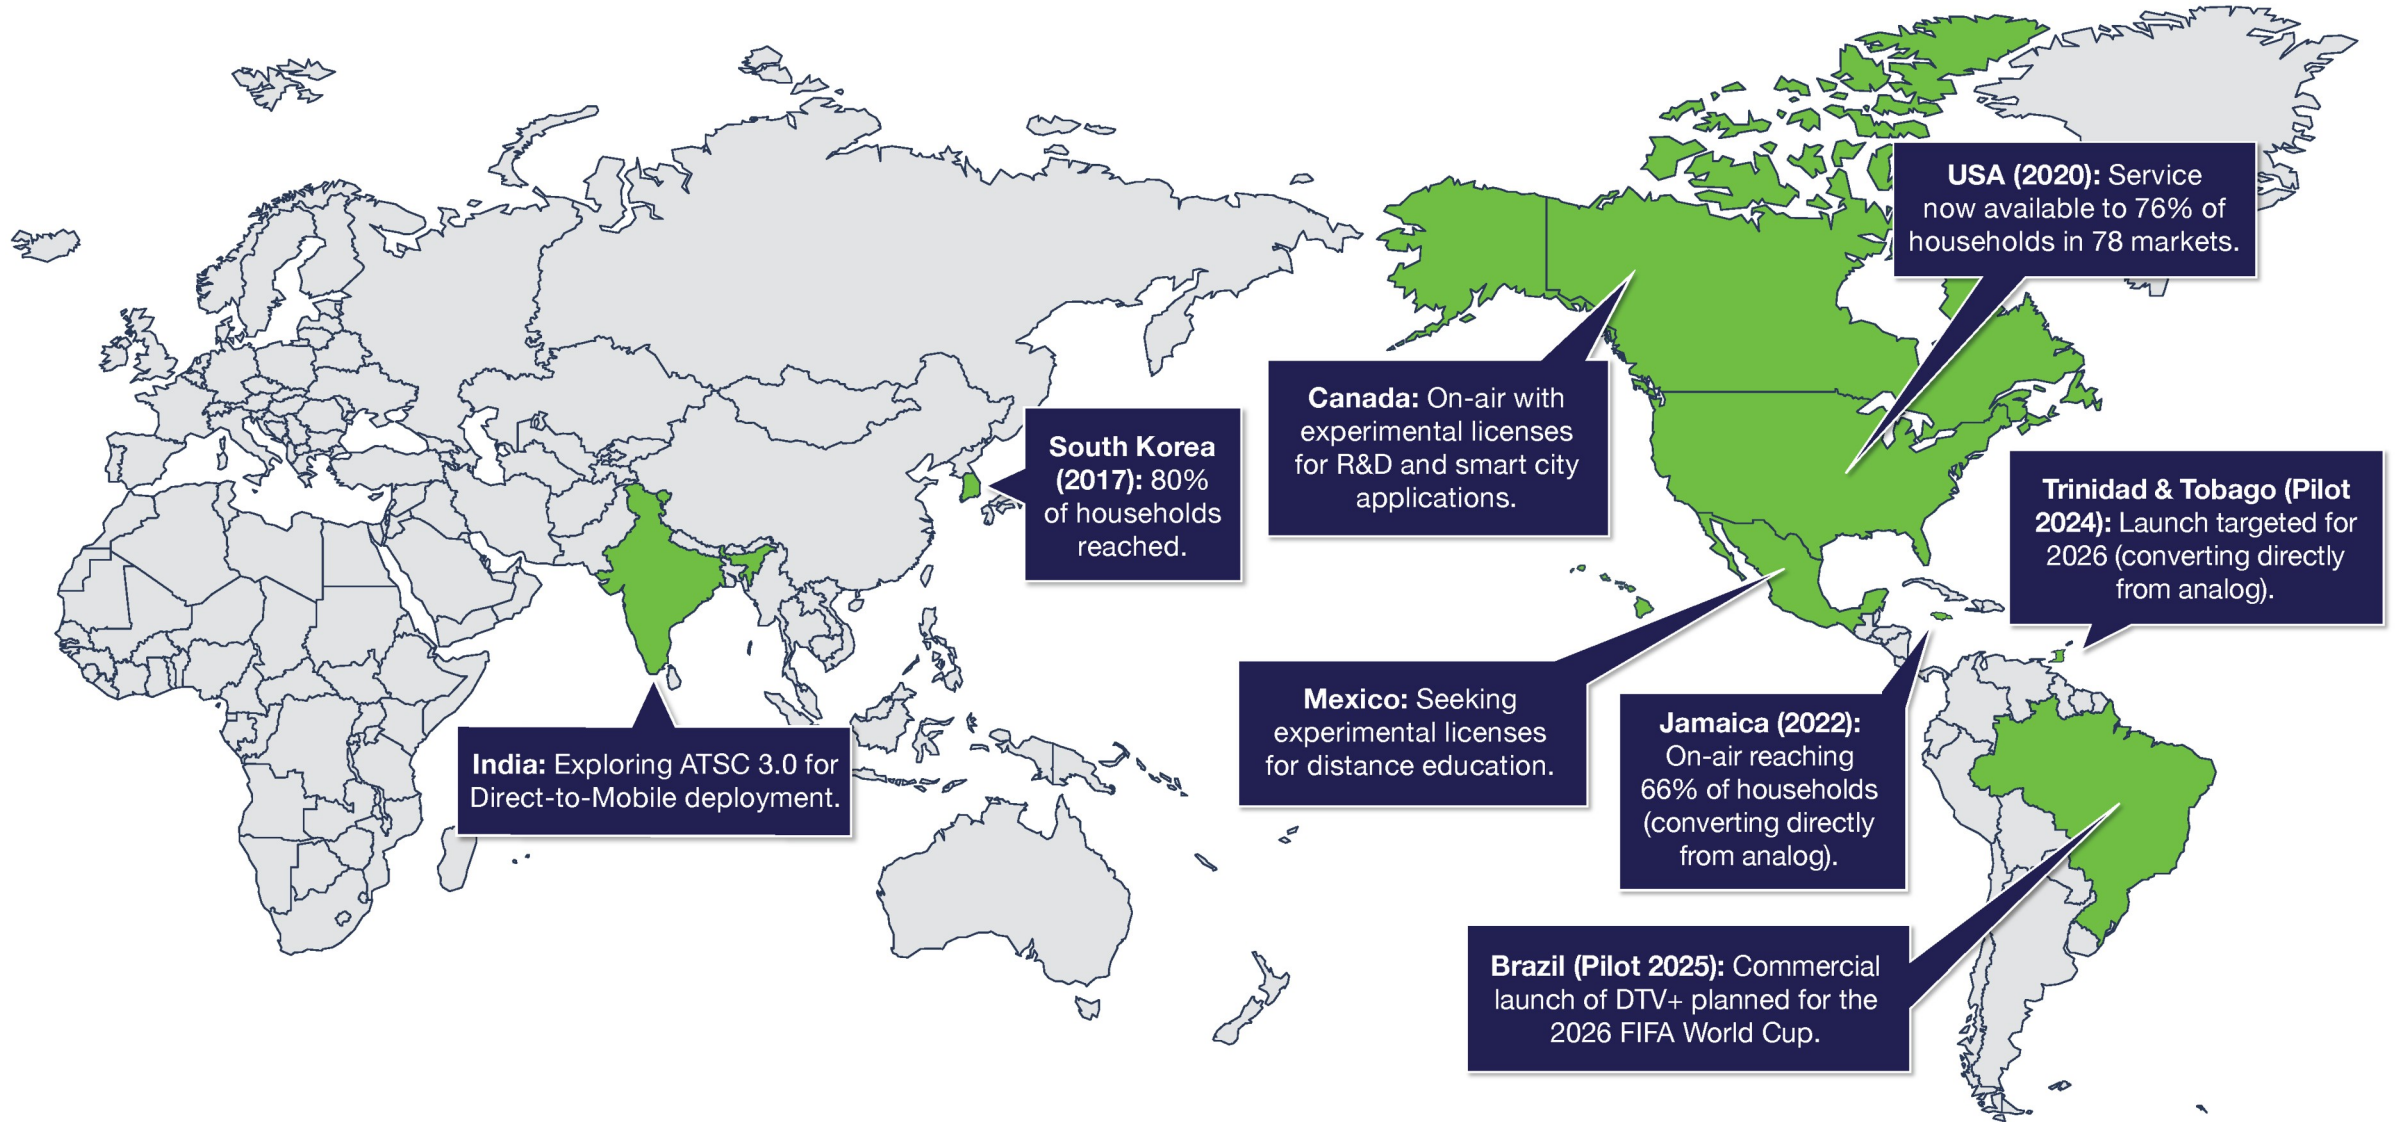 USA (2020): Service
now available to 76% of
households in 78 markets.
Canada: On-air with
experimental licenses
for R&D and smart city
applications.
South Korea
(2017): 80%
of households
reached.
Trinidad & Tobago (Pilot
2024): Launch targeted for
2026 (converting directly
from analog).
India: Exploring ATSC 3.0 for
Direct-to-Mobile deployment.
Mexico: Seeking
experimental licenses
for distance education.
Jamaica (2022):
On-air reaching
66% of households
(converting directly
from analog).
Brazil (Pilot 2025): Commercial
launch of DTV+ planned for the
2026 FIFA World Cup.